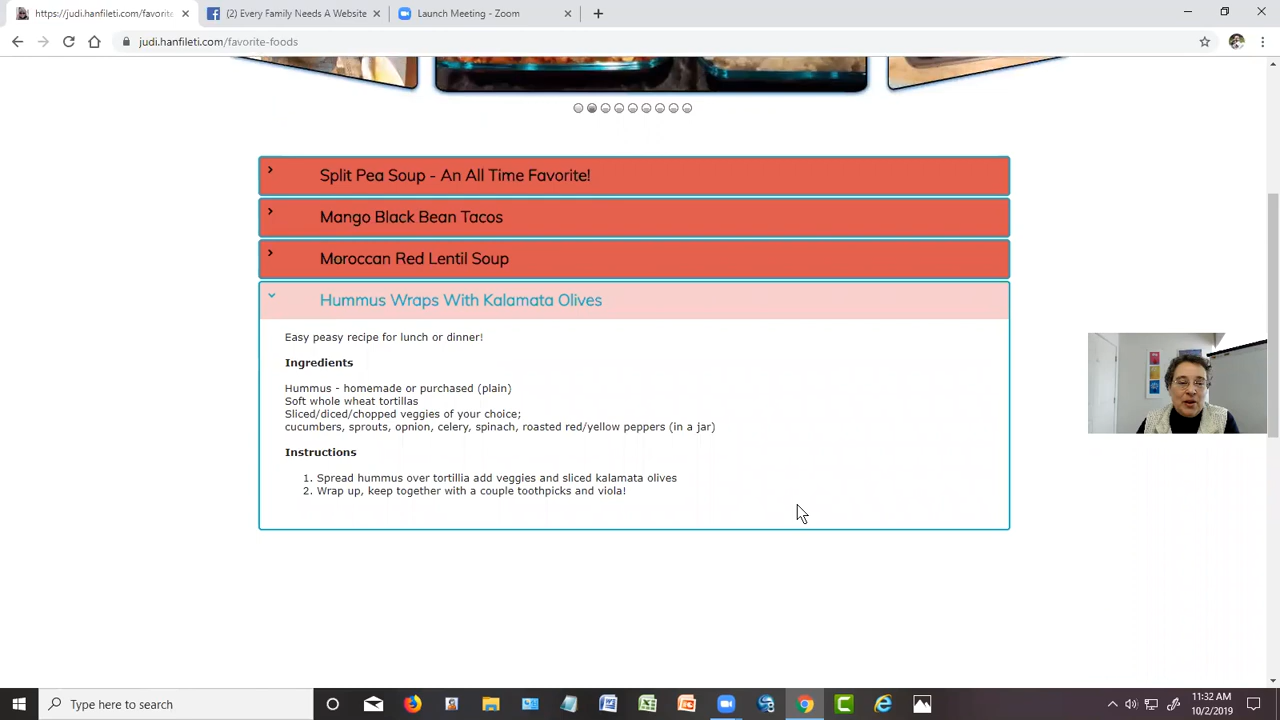 https://judi.hanfileti.com/favorite
(2) Every Family Needs A Website
Launch Meeting - Zoom
judi.hanfileti.com/favorite-foods
Split Pea Soup - An All Time Favorite!
Mango Black Bean Tacos
Moroccan Red Lentil Soup
Hummus Wraps With Kalamata Olives
Easy peasy recipe for lunch or dinner!
Ingredients
Hummus - homemade or purchased (plain)
Soft whole wheat tortillas
Sliced/diced/chopped veggies of your choice;
cucumbers, sprouts, opnion, celery, spinach, roasted red/yellow peppers (in a jar)
Instructions
1. Spread hummus over tortillia add veggies and sliced kalamata olives
2. Wrap up, keep together with a couple toothpicks and viola!
Type here to search
11:32 AM
10/2/2019